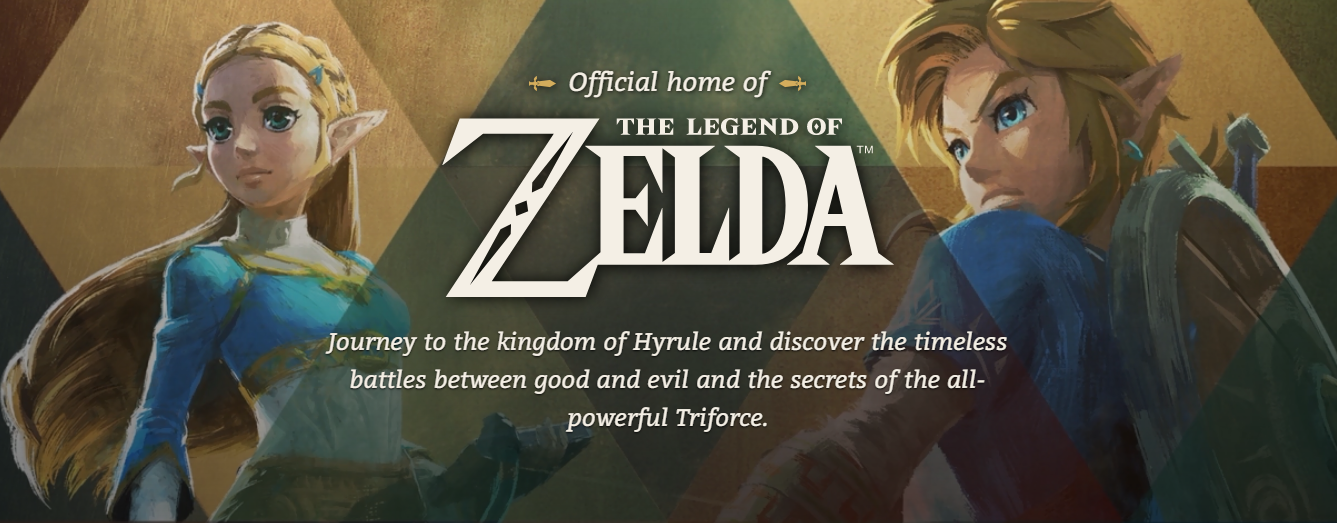 Official home of
THE LEGEND OF
ZELDA™
Journey to the kingdom of Hyrule and discover the timeless
battles between good and evil and the secrets of the all-
powerful Triforce.